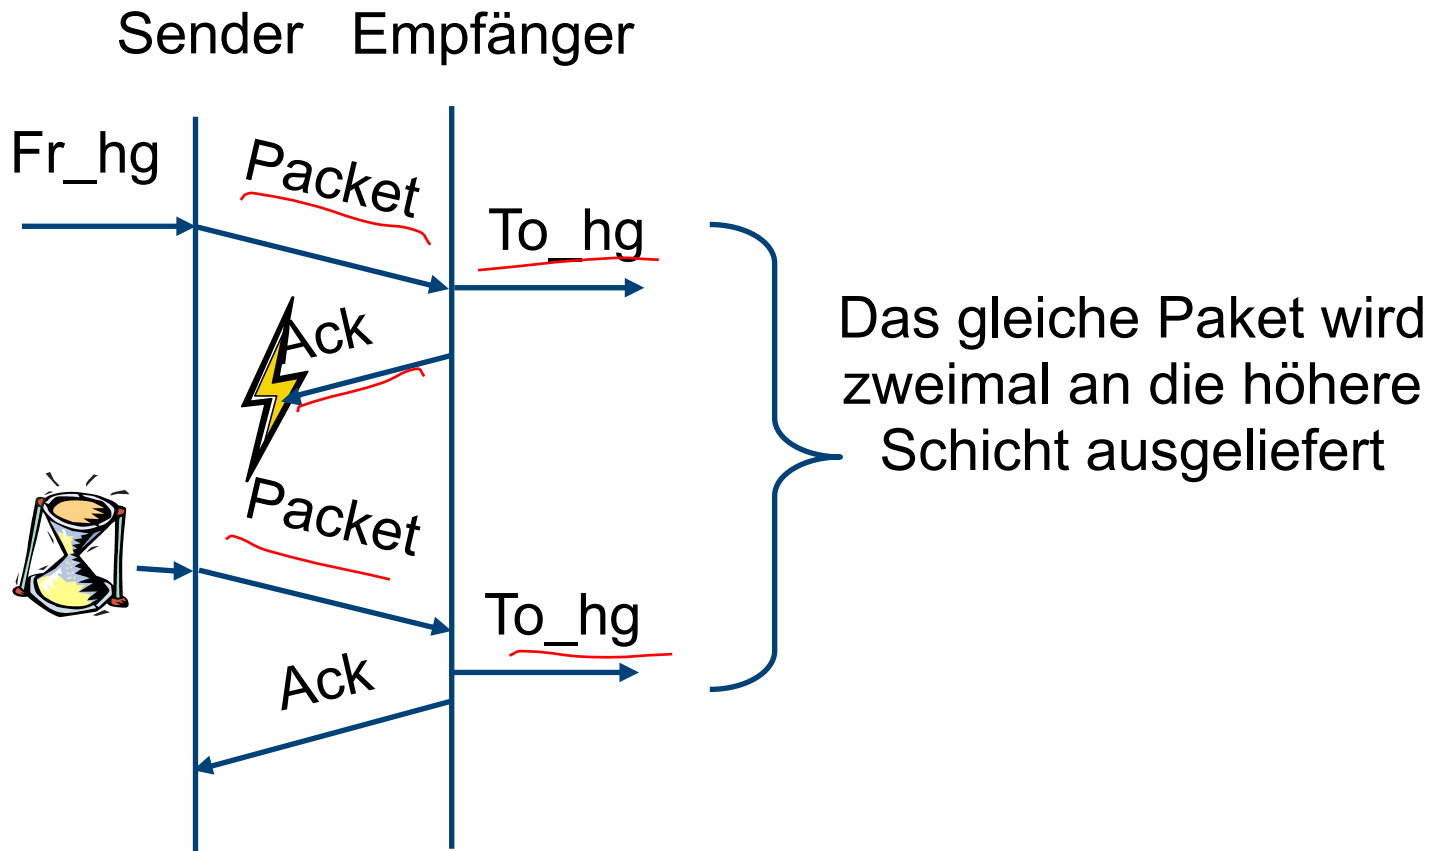 Sender Empfänger
Fr_hg
Packet
To_hg
Ack
Das gleiche Paket wird
zweimal an die höhere
Schicht ausgeliefert
Packet
To_hg
Ack